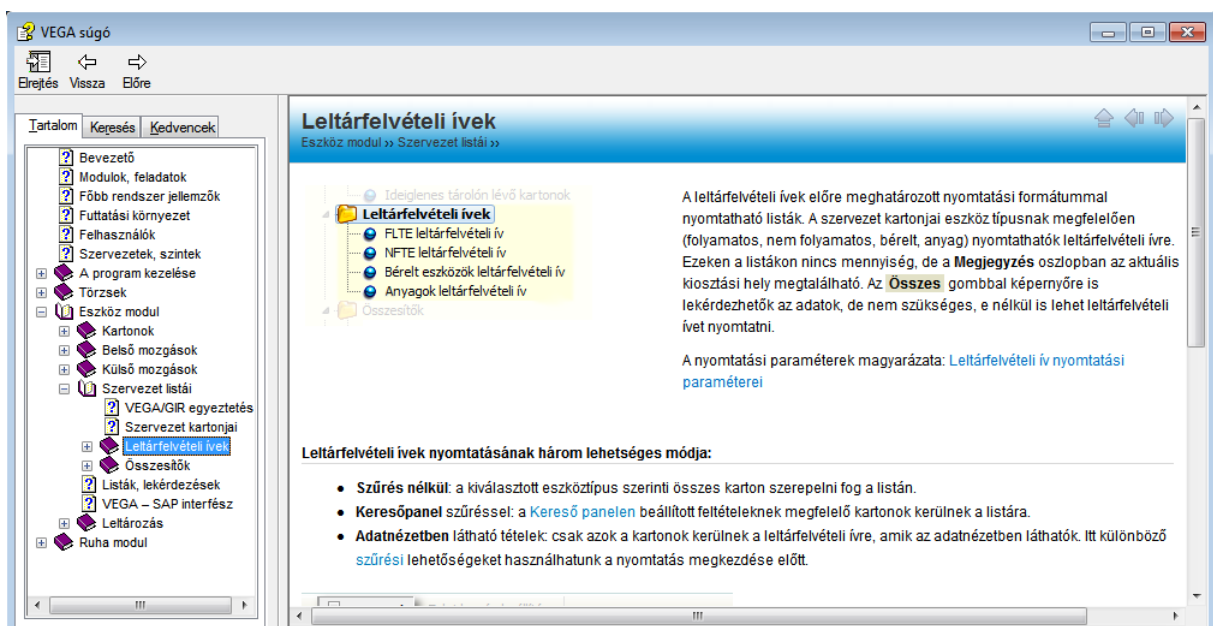 VEGA súgó
Elrejtés Vissza Előre
Tartalom Keresés Kedvencek
Bevezető
Modulok, feladatok
Főbb rendszer jellemzők
Futtatási környezet
Felhasználók
Szervezetek, szintek
A program kezelése
Törzsek
Eszköz modul
Kartonok
Belső mozgások
Külső mozgások
Szervezet listái
VEGA/GIR egyeztetés
Szervezet kartonjai
Leltárfelvételi ívek
Összesítők
Listák, lekérdezések
VEGA – SAP interfész
Leltározás
Ruha modul
Leltárfelvételi ívek
Eszköz modul ›› Szervezet listái ››
Ideiglenes tárolón lévő kartonok
Leltárfelvételi ívek
FLTE leltárfelvételi ív
NFTE leltárfelvételi ív
Bérelt eszközök leltárfelvételi ív
Anyagok leltárfelvételi ív
Összesítők
A leltárfelvételi ívek előre meghatározott nyomtatási formátummal
nyomtatható listák. A szervezet kartonjai eszköz típusnak megfelelően
(folyamatos, nem folyamatos, bérelt, anyag) nyomtathatók leltárfelvételi ívre.
Ezeken a listákon nincs mennyiség, de a Megjegyzés oszlopban az aktuális
kiosztási hely megtalálható. Az Összes gombbal képernyőre is
lekérdezhetők az adatok, de nem szükséges, e nélkül is lehet leltárfelvételi
ívet nyomtatni.
A nyomtatási paraméterek magyarázata: Leltárfelvételi ív nyomtatási
paraméterei
Leltárfelvételi ívek nyomtatásának három lehetséges módja:
• Szűrés nélkül: a kiválasztott eszköztípus szerinti összes karton szerepelni fog a listán.
• Keresőpanel szűréssel: a Kereső panelen beállított feltételeknek megfelelő kartonok kerülnek a listára.
• Adatnézetben látható tételek: csak azok a kartonok kerülnek a leltárfelvételi ívre, amik az adatnézetben láthatók. Itt különböző
szűrési lehetőségeket használhatunk a nyomtatás megkezdése előtt.